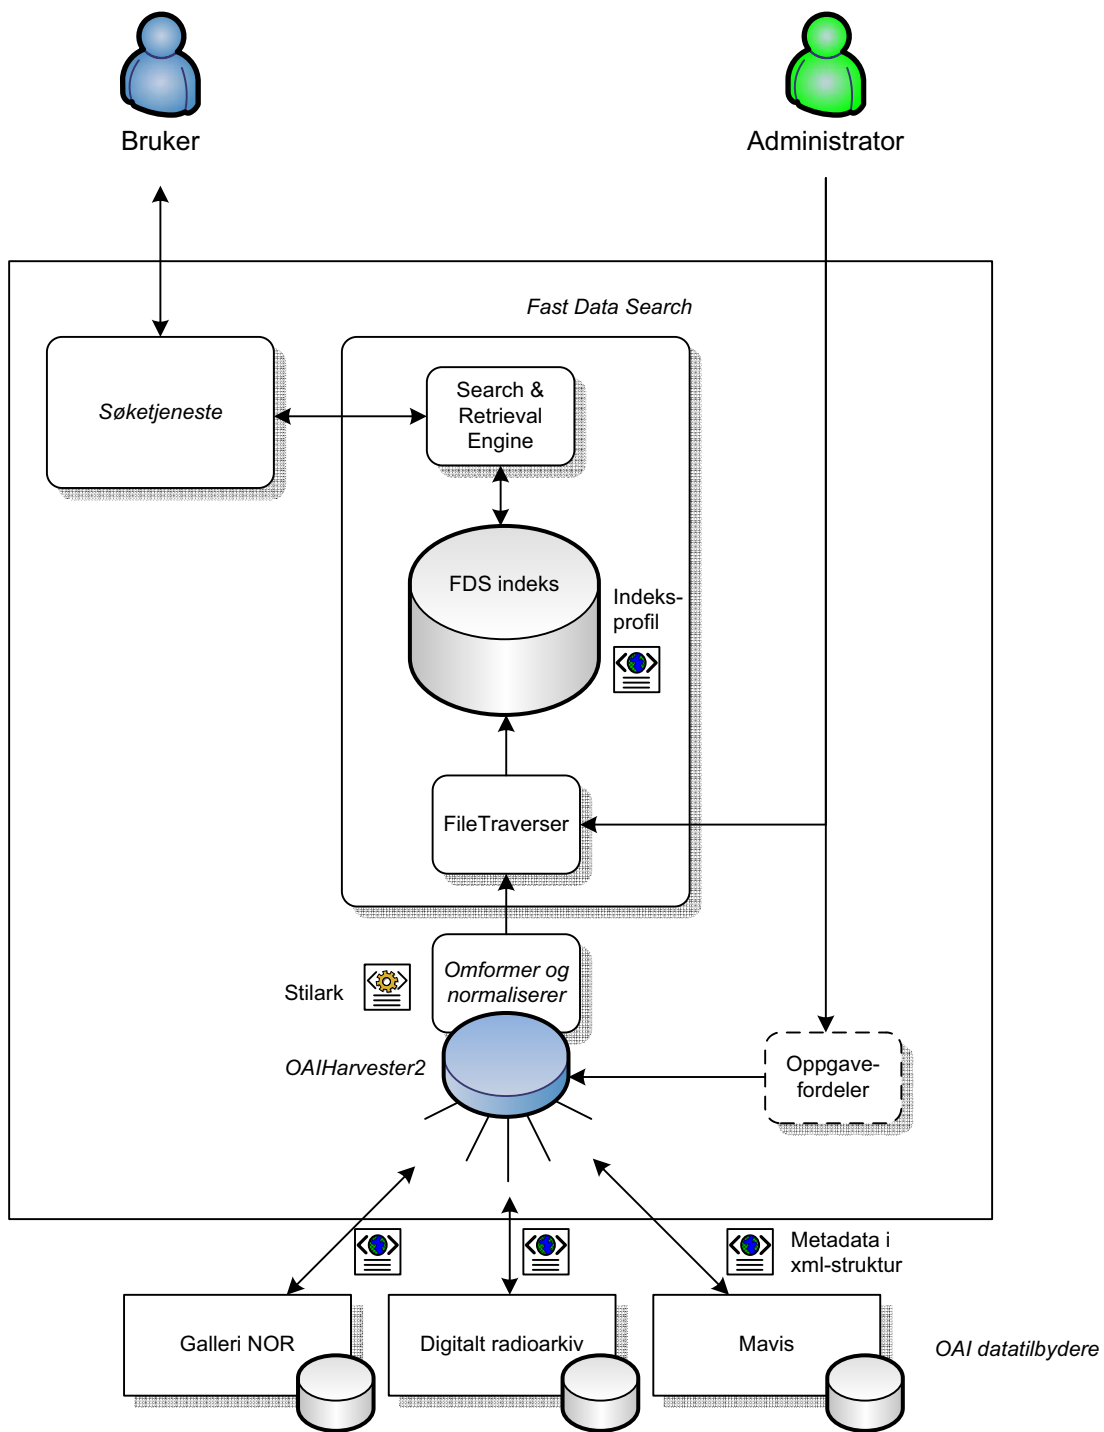 Bruker
Administrator
Fast Data Search
Søketjeneste
Search &
Retrieval
Engine
FDS indeks
Indeks-
profil
FileTraverser
Stilark
Omformer og
normaliserer
OAIHarvester2
Oppgave-
fordeler
Metadata i
xml-struktur
Galleri NOR
Digitalt radioarkiv
Mavis
OAI datatilbydere